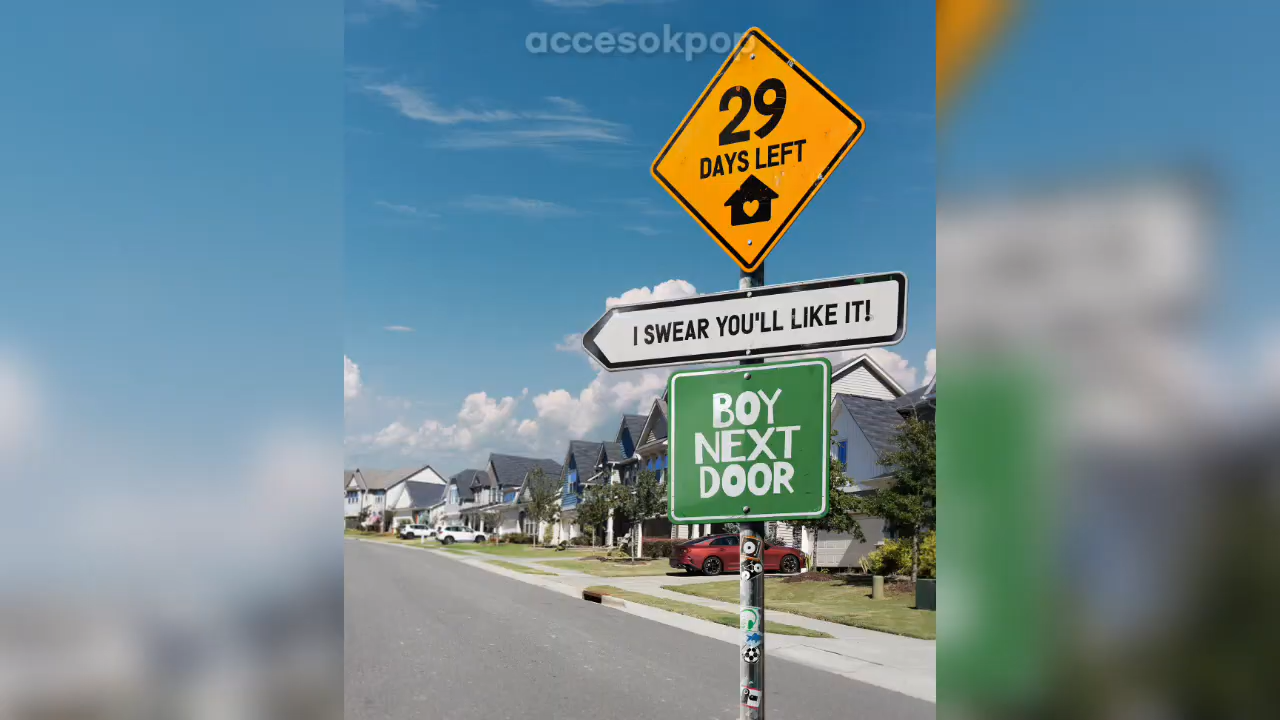 accesokpop
29
DAYS LEFT
I SWEAR YOU'LL LIKE IT!
BOY
NEXT
DOOR